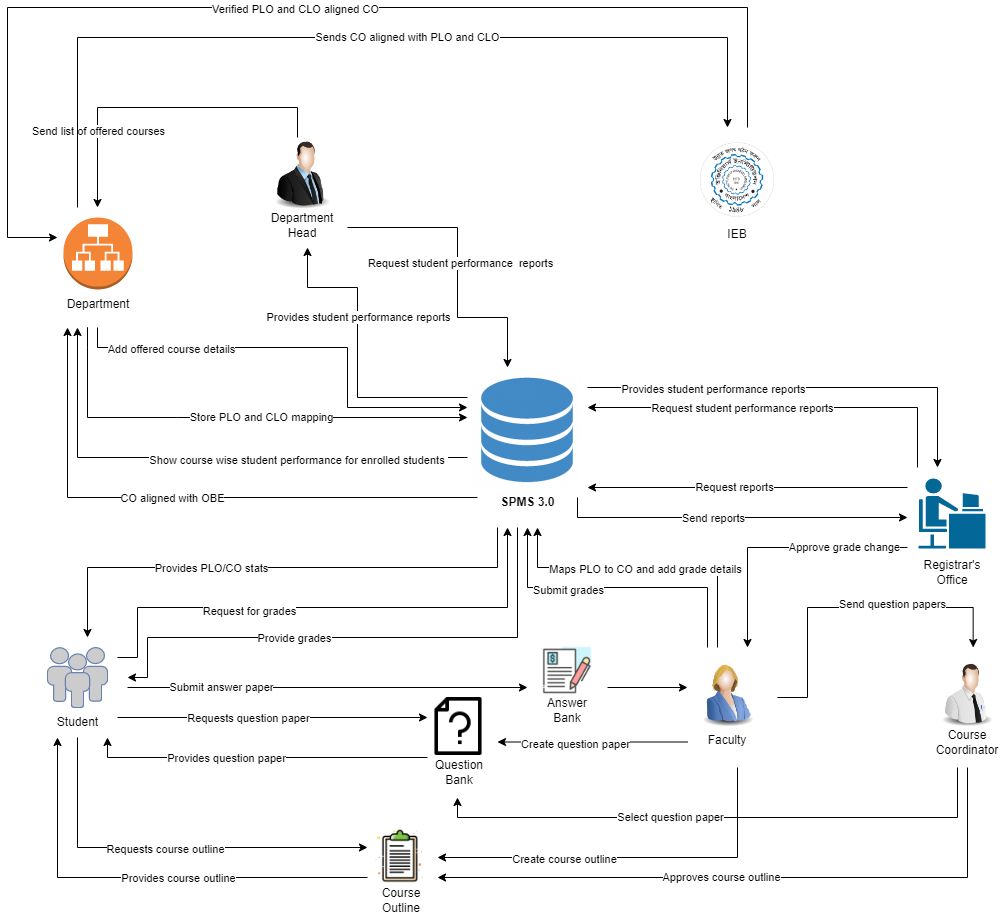 Verified PLO and CLO aligned CO
Sends CO aligned with PLO and CLO
Send list of offered courses
Department
Head
IEB
Request student performance  reports
Department
Provides student performance reports
Add offered course details
Provides student performance reports
Request student performance reports
Store PLO and CLO mapping
Show course wise student performance for enrolled students
Request reports
CO aligned with OBE
SPMS 3.0
Send reports
Approve grade change
Registrar's
Office
Provides PLO/CO stats
Maps PLO to CO and add grade details
Submit grades
Request for grades
Send question papers
Provide grades
Submit answer paper
Answer
Bank
Student
Requests question paper
Faculty
Course
Coordinator
Create question paper
Provides question paper
Question
Bank
Select question paper
Requests course outline
Create course outline
Provides course outline
Approves course outline
Course
Outline